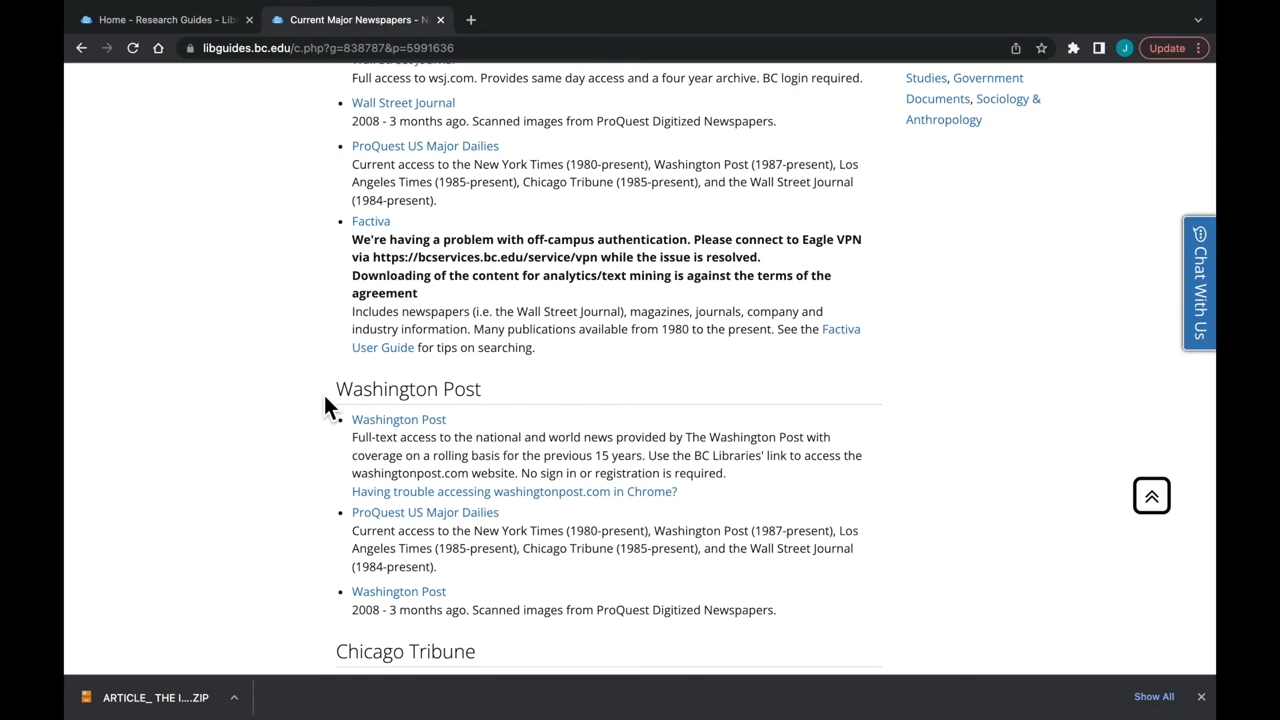 Home - Research Guides - Lib
Current Major Newspapers - N
libguides.bc.edu/c.php?g=838787&p=5991636
J
Update
Full access to wsj.com. Provides same day access and a four year archive. BC login required.
Wall Street Journal
2008 - 3 months ago. Scanned images from ProQuest Digitized Newspapers.
ProQuest US Major Dailies
Current access to the New York Times (1980-present), Washington Post (1987-present), Los
Angeles Times (1985-present), Chicago Tribune (1985-present), and the Wall Street Journal
(1984-present).
Factiva
We're having a problem with off-campus authentication. Please connect to Eagle VPN
via https://bcservices.bc.edu/service/vpn while the issue is resolved.
Downloading of the content for analytics/text mining is against the terms of the
agreement
Includes newspapers (i.e. the Wall Street Journal), magazines, journals, company and
industry information. Many publications available from 1980 to the present. See the Factiva
User Guide for tips on searching.
Washington Post
Washington Post
Full-text access to the national and world news provided by The Washington Post with
coverage on a rolling basis for the previous 15 years. Use the BC Libraries' link to access the
washingtonpost.com website. No sign in or registration is required.
Having trouble accessing washingtonpost.com in Chrome?
ProQuest US Major Dailies
Current access to the New York Times (1980-present), Washington Post (1987-present), Los
Angeles Times (1985-present), Chicago Tribune (1985-present), and the Wall Street Journal
(1984-present).
Washington Post
2008 - 3 months ago. Scanned images from ProQuest Digitized Newspapers.
Chicago Tribune
Studies, Government
Documents, Sociology &
Anthropology
Chat With Us
ARTICLE_ THE I....ZIP
Show All